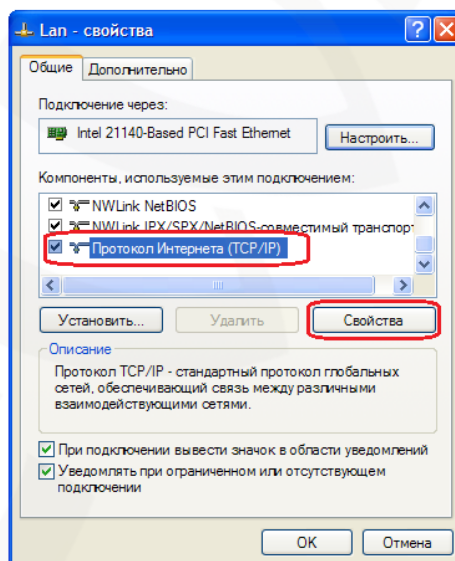 Lan - свойства
Общие
Дополнительно
Подключение через:
Intel 21140-Based PCI Fast Ethernet
Настроить...
Компоненты, используемые этим подключением:
NWLink NetBIOS
NWLink IPX/SPX/NetBIOS-совместимый транспорт
Протокол Интернета (TCP/IP)
Установить...
Удалить
Свойства
Описание
Протокол TCP/IP - стандартный протокол глобальных
сетей, обеспечивающий связь между различными
взаимодействующими сетями.
При подключении вывести значок в области уведомлений
Уведомлять при ограниченном или отсутствующем
подключении
OK
Отмена